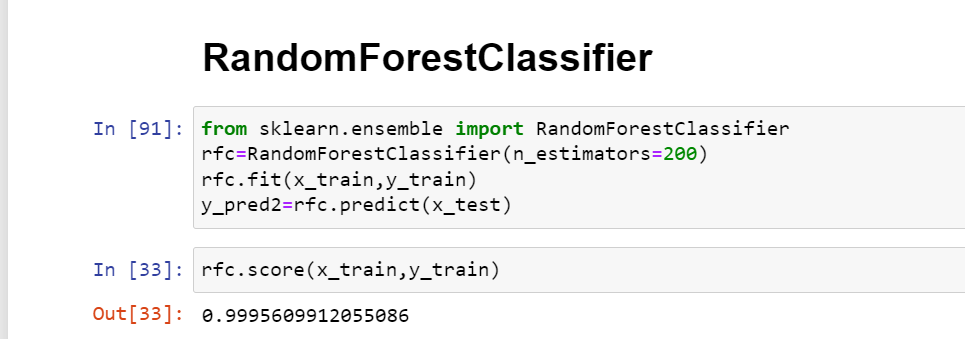 RandomForestClassifier
In [91]: from sklearn.ensemble import RandomForestClassifier
rfc=RandomForestClassifier(n_estimators=200)
rfc.fit(x_train,y_train)
y_pred2=rfc.predict(x_test)
In [33]: rfc.score(x_train,y_train)
Out[33]: 0.9995609912055086